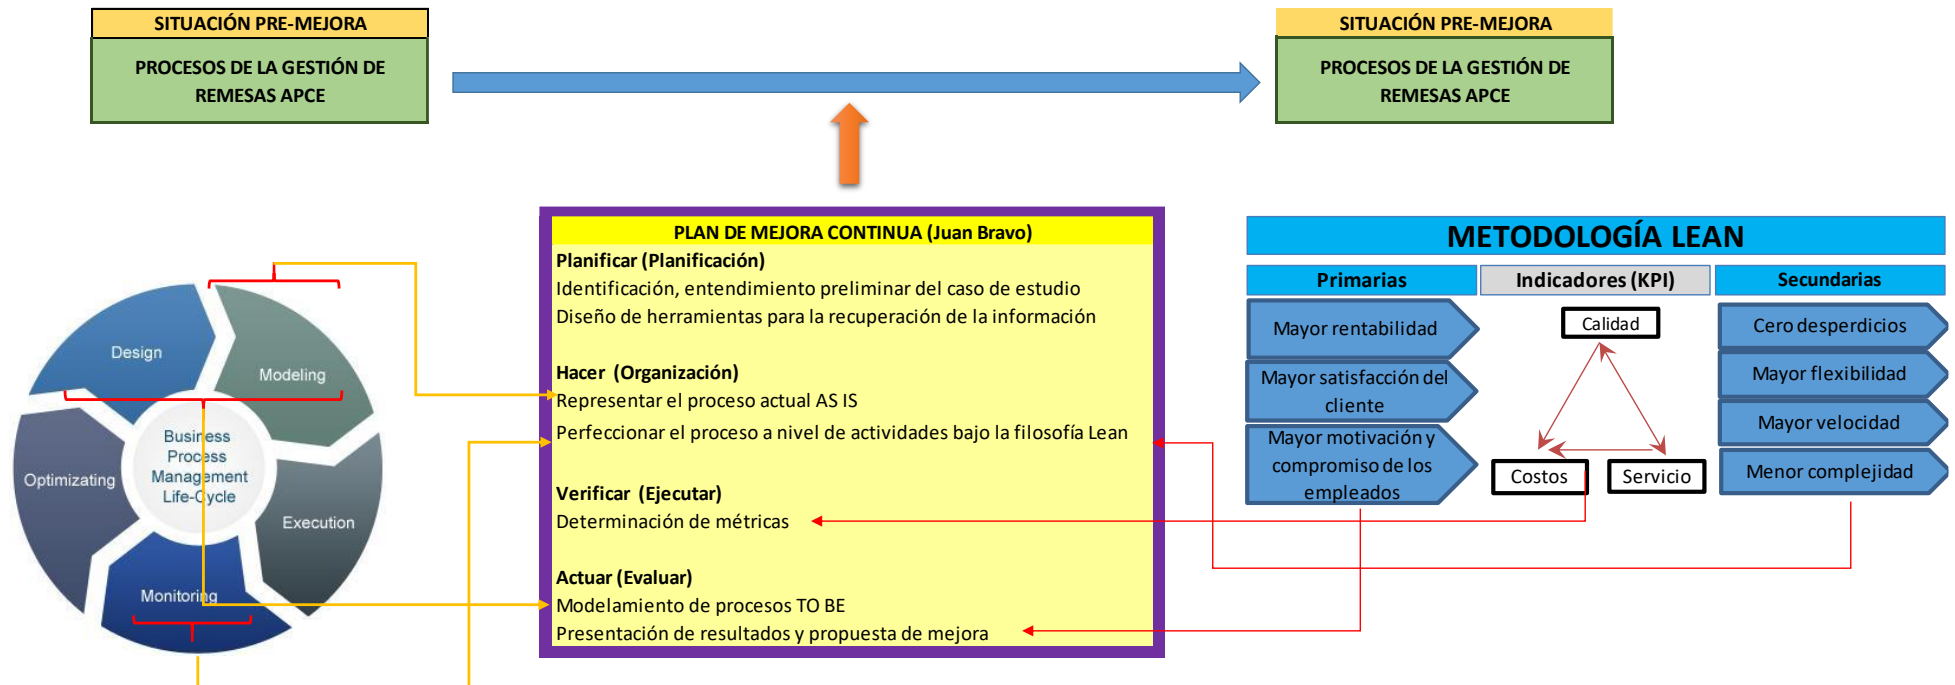 SITUACIÓN PRE-MEJORA
PROCESOS DE LA GESTIÓN DE
REMESAS APCE
SITUACIÓN PRE-MEJORA
PROCESOS DE LA GESTIÓN DE
REMESAS APCE
Design
Modeling
Business
Process
Management
Life-Cycle
Optimizating
Execution
Monitoring
PLAN DE MEJORA CONTINUA (Juan Bravo)
Planificar (Planificación)
Identificación, entendimiento preliminar del caso de estudio
Diseño de herramientas para la recuperación de la información
Hacer (Organización)
Representar el proceso actual AS IS
Perfeccionar el proceso a nivel de actividades bajo la filosofía Lean
Verificar (Ejecutar)
Determinación de métricas
Actuar (Evaluar)
Modelamiento de procesos TO BE
Presentación de resultados y propuesta de mejora
METODOLOGÍA LEAN
Primarias
Mayor rentabilidad
Mayor satisfacción del
cliente
Mayor motivación y
compromiso de los
empleados
Indicadores (KPI)
Calidad
Costos
Servicio
Secundarias
Cero desperdicios
Mayor flexibilidad
Mayor velocidad
Menor complejidad